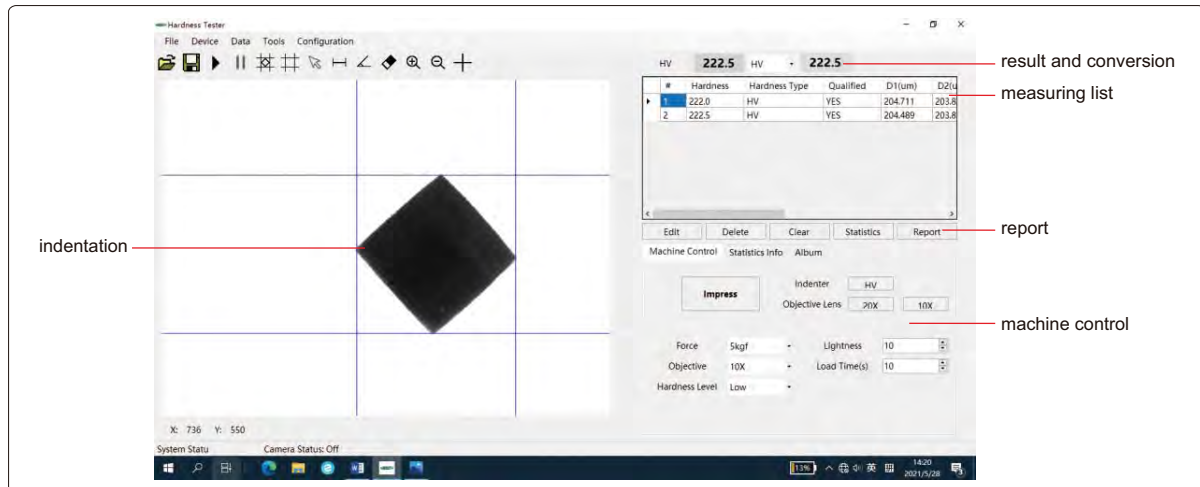 Hardness Tester
File Device Data Tools Configuration
HV 222.5 HV 222.5
result and conversion
# Hardness Hardness Type Qualified D1(um) D2(u
measuring list
1 222.0 HV YES 204.711 203.8
2 222.5 HV YES 204.489 203.8
indentation
Edit Delete Clear Statistics Report
report
Machine Control Statistics Info Album
Impress
Indenter HV
Objective Lens 20X 10X
machine control
Force 5kgf Lightness 10
Objective 10X Load Time(s) 10
Hardness Level Low
X: 736 Y: 550
System Statu Camera Status: Off
13% 英 14:20
2021/5/28